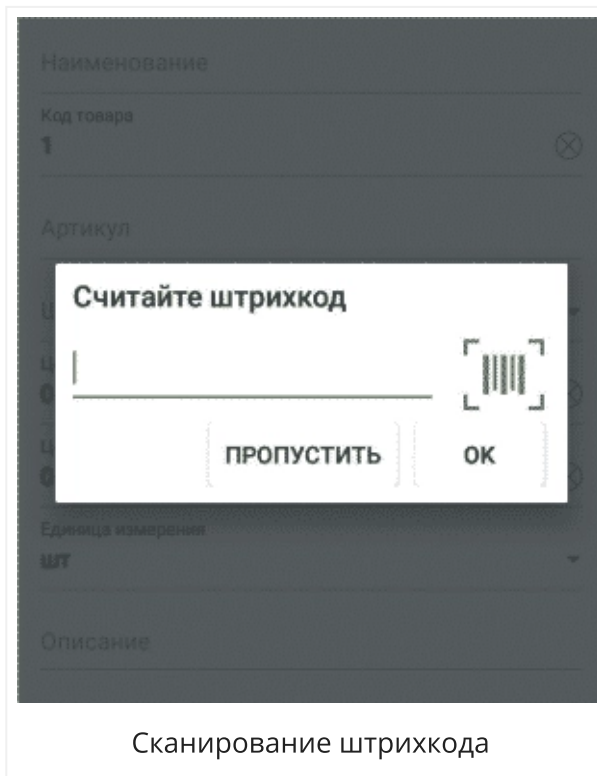 Наименование
Код товара
1
Артикул
Считайте штрихкод
ПРОПУСТИТЬ
ОК
Единица измерения
шт
Описание
Сканирование штрихкода